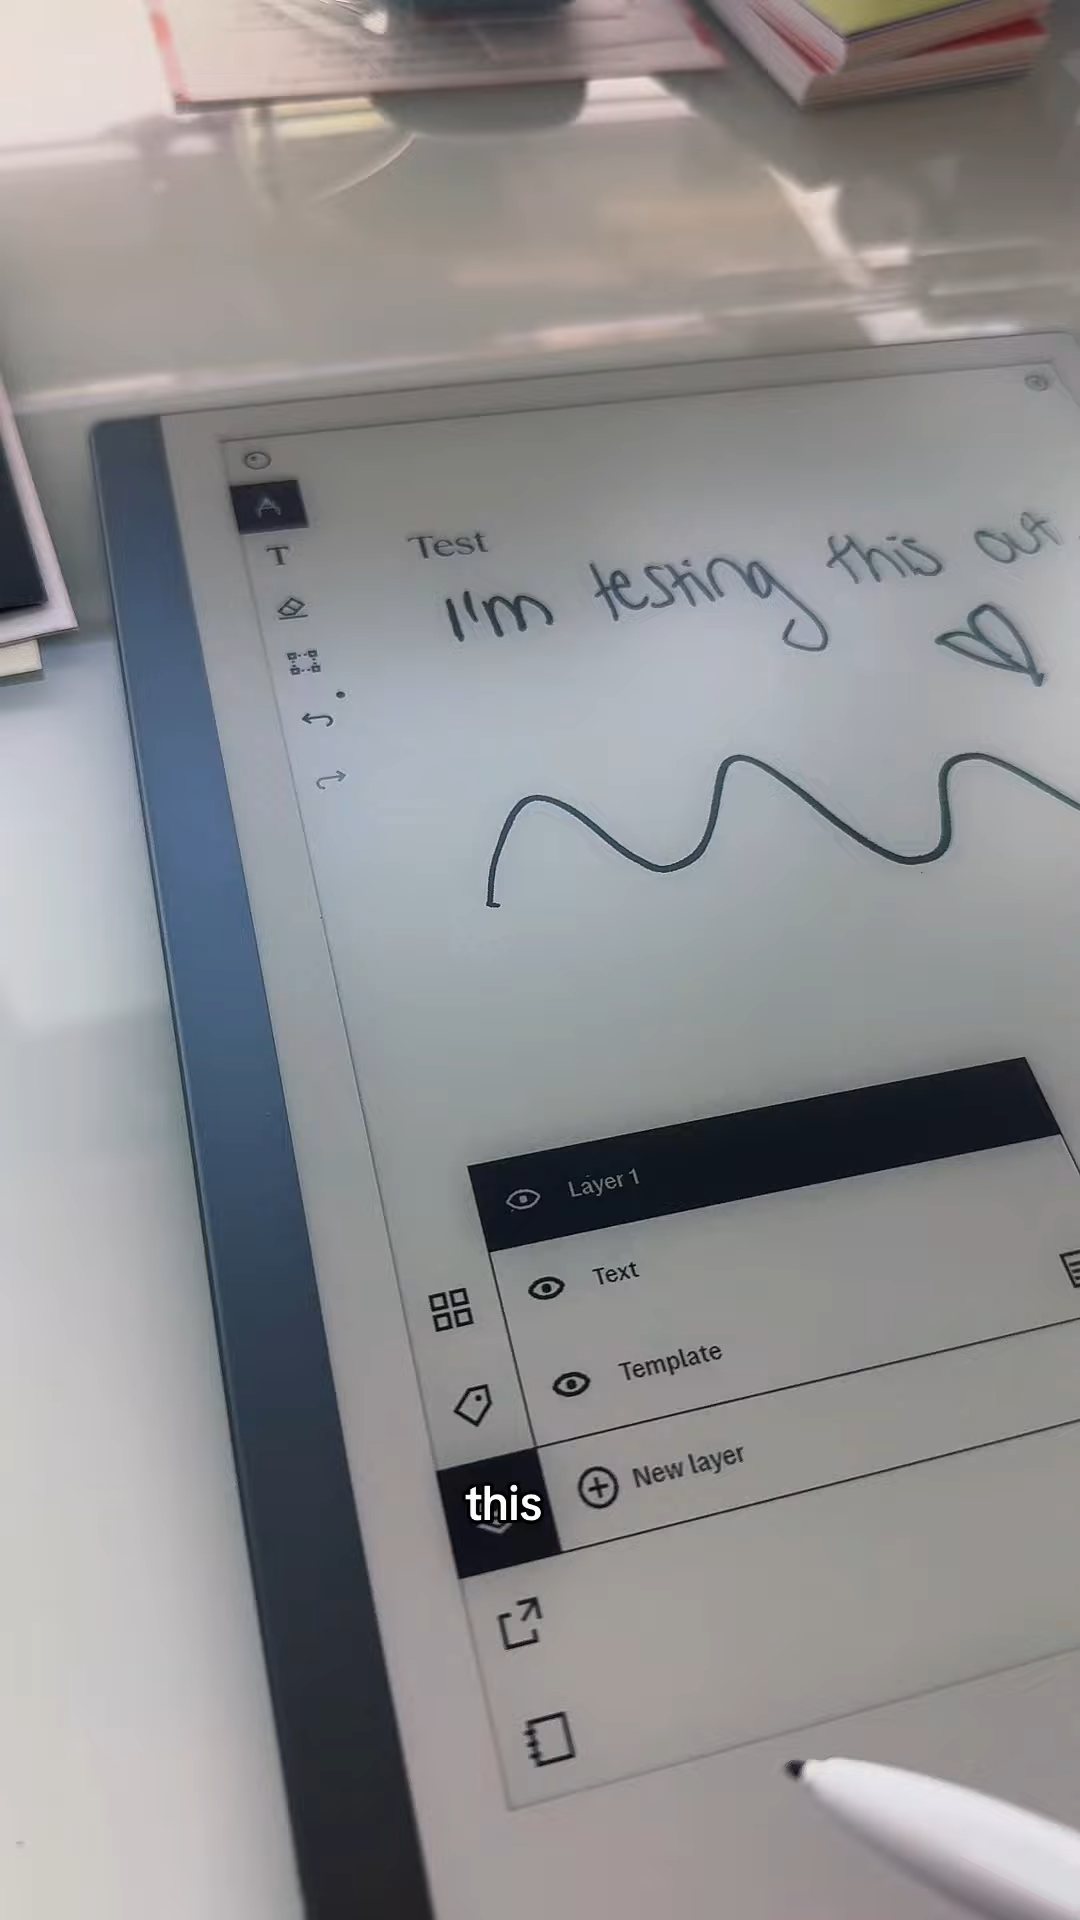 Test
I'm testing this out
Layer 1
Text
Template
New layer
this